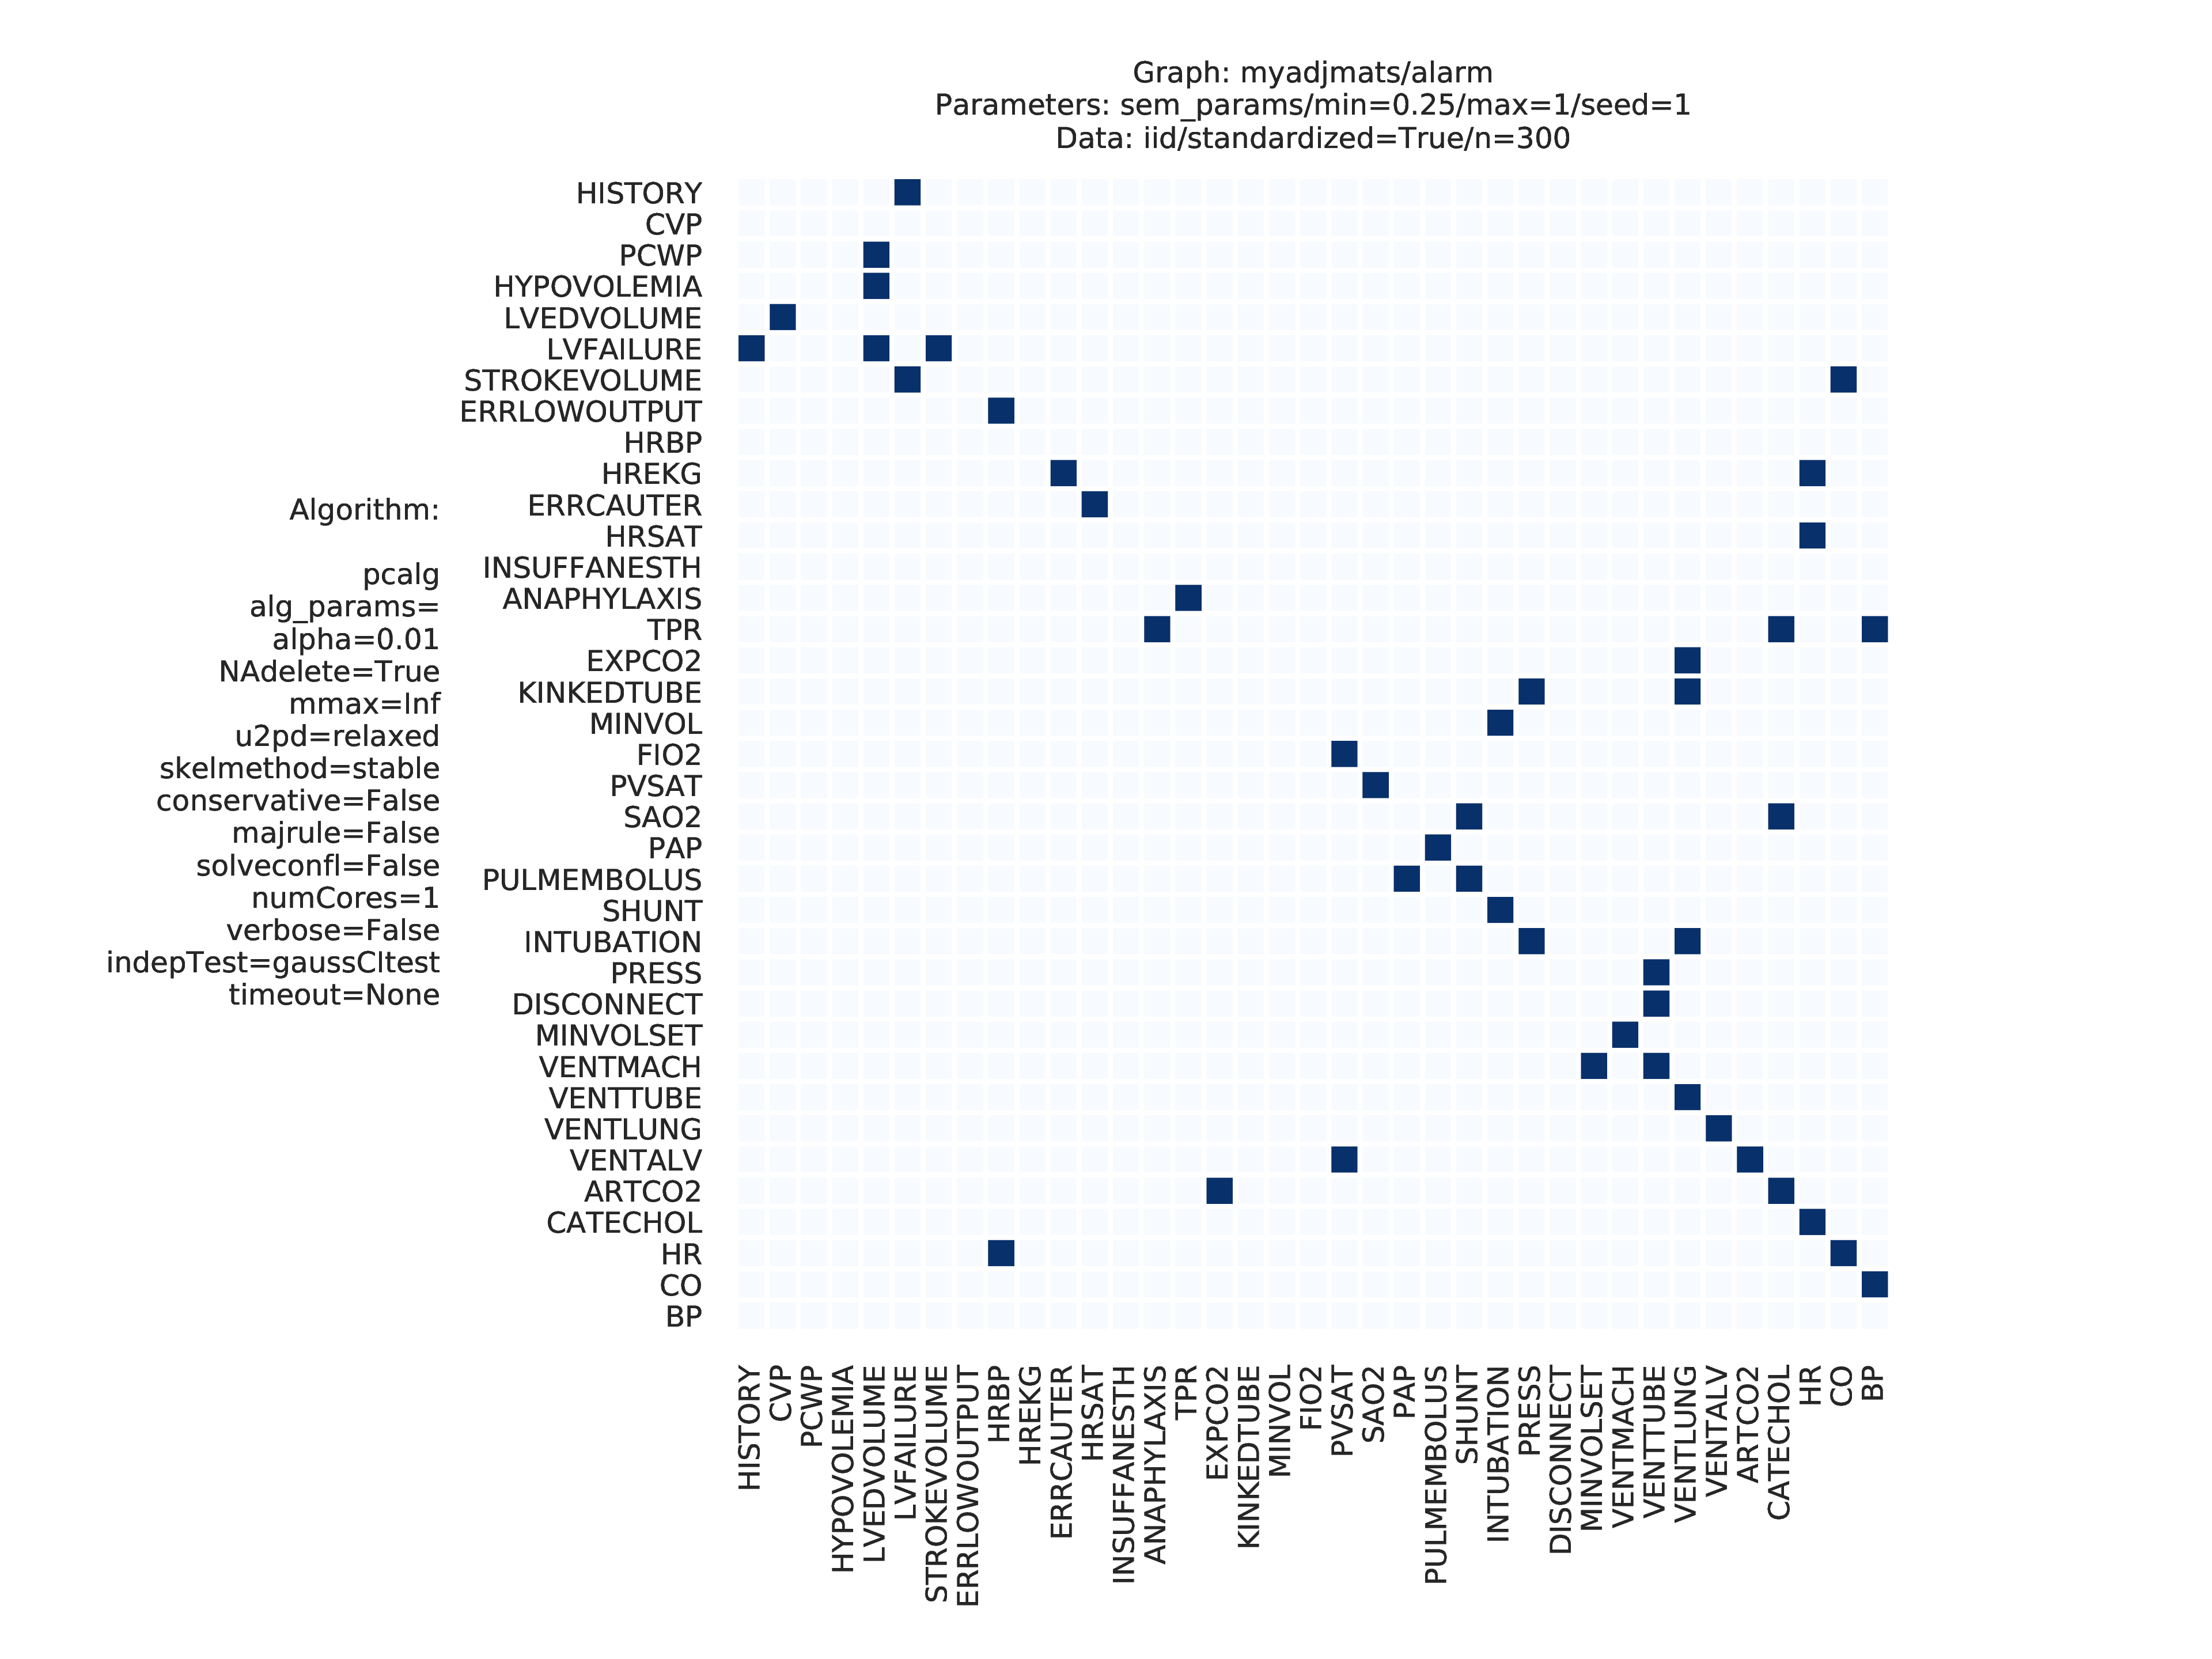 Graph: myadjmats/alarm
Parameters: sem_params/min=0.25/max=1/seed=1
Data: iid/standardized=True/n=300
HISTORY
CVP
PCWP
HYPOVOLEMIA
LVEDVOLUME
LVFAILURE
STROKEVOLUME
ERRLOWOUTPUT
HRBP
HREKG
ERRCAUTER
HRSAT
INSUFFANESTH
ANAPHYLAXIS
TPR
EXPCO2
KINKEDTUBE
MINVOL
FIO2
PVSAT
SAO2
PAP
PULMEMBOLUS
SHUNT
INTUBATION
PRESS
DISCONNECT
MINVOLSET
VENTMACH
VENTTUBE
VENTLUNG
VENTALV
ARTCO2
CATECHOL
HR
CO
BP
Algorithm:
pcalg
alg_params=
alpha=0.01
NAdelete=True
mmax=Inf
u2pd=relaxed
skelmethod=stable
conservative=False
majrule=False
solveconfl=False
numCores=1
verbose=False
indepTest=gaussCItest
timeout=None
HISTORY
CVP
PCWP
HYPOVOLEMIA
LVEDVOLUME
LVFAILURE
STROKEVOLUME
ERRLOWOUTPUT
HRBP
HREKG
ERRCAUTER
HRSAT
INSUFFANESTH
ANAPHYLAXIS
TPR
EXPCO2
KINKEDTUBE
MINVOL
FIO2
PVSAT
SAO2
PAP
PULMEMBOLUS
SHUNT
INTUBATION
PRESS
DISCONNECT
MINVOLSET
VENTMACH
VENTTUBE
VENTLUNG
VENTALV
ARTCO2
CATECHOL
HR
CO
BP